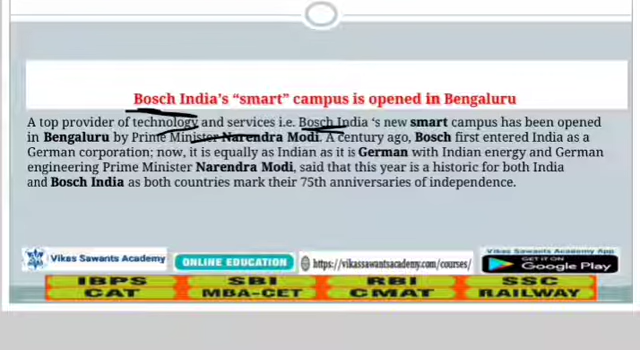 Bosch India's "smart" campus is opened in Bengaluru
A top provider of technology and services i.e. Bosch India 's new smart campus has been opened
in Bengaluru by Prime Minister Narendra Modi. A century ago, Bosch first entered India as a
German corporation; now, it is equally as Indian as it is German with Indian energy and German
engineering Prime Minister Narendra Modi, said that this year is a historic for both India
and Bosch India as both countries mark their 75th anniversaries of independence.
Vikas Sawants Academy
ONLINE EDUCATION
https://vikassawantsacademy.com/courses/
Vikas Sawants Academy App
GET IT ON
Google Play
IBPS SBI RBI SSC
CAT MBA-CET CMAT RAILWAY